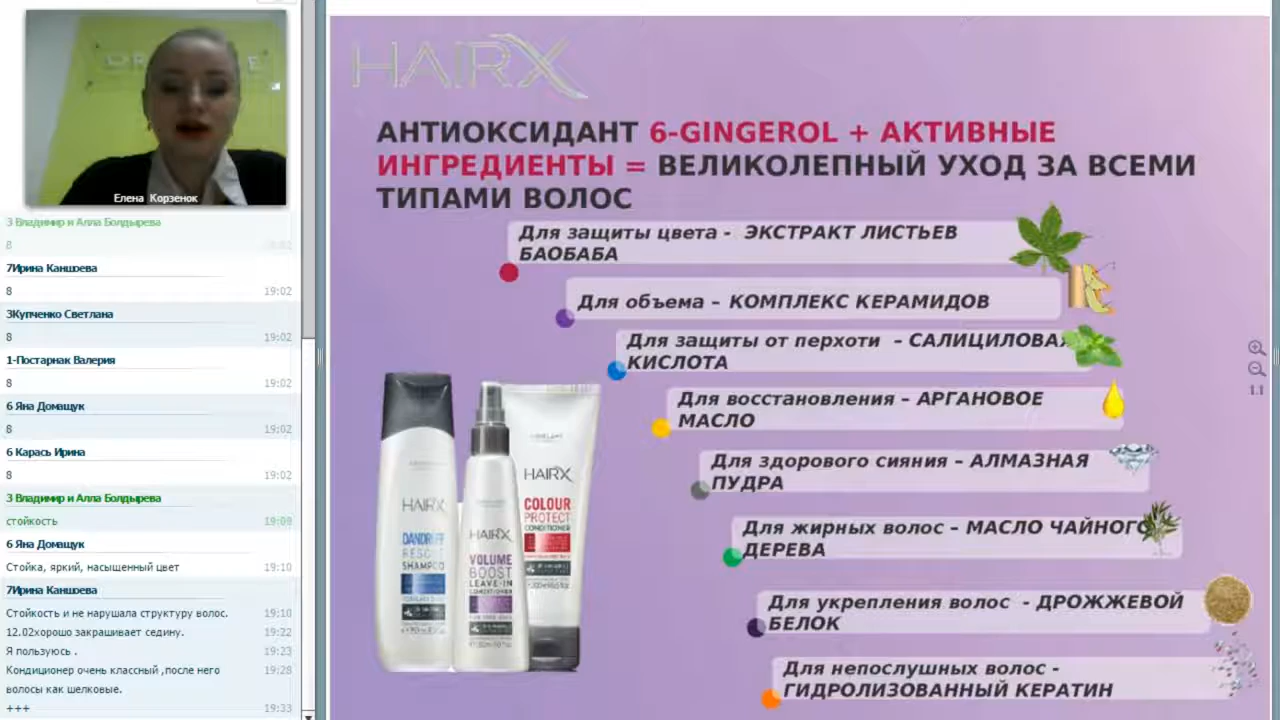 Елена Корзенок
3 Владимир и Алла Болдырева
8
7Ирина Каншоева
8 19:02
3Купченко Светлана
8 19:02
1-Постарнак Валерия
8 19:02
6 Яна Домащук
8 19:02
6 Карась Ирина
8 19:02
3 Владимир и Алла Болдырева
стойкость 19:09
6 Яна Домащук
Стойка, яркий, насыщенный цвет 19:10
7Ирина Каншоева
Стойкость и не нарушала структуру волос. 19:10
12.02хорошо закрашивает седину. 19:22
Я пользуюсь . 19:23
Кондиционер очень классный ,после него 19:28
волосы как шелковые.
+++ 19:33
HAIRX
АНТИОКСИДАНТ 6-GINGEROL + АКТИВНЫЕ
ИНГРЕДИЕНТЫ = ВЕЛИКОЛЕПНЫЙ УХОД ЗА ВСЕМИ
ТИПАМИ ВОЛОС
Для защиты цвета - ЭКСТРАКТ ЛИСТЬЕВ
БАОБАБА
Для объема – КОМПЛЕКС КЕРАМИДОВ
Для защиты от перхоти – САЛИЦИЛОВАЯ
КИСЛОТА
Для восстановления – АРГАНОВОЕ
МАСЛО
Для здорового сияния – АЛМАЗНАЯ
ПУДРА
Для жирных волос – МАСЛО ЧАЙНОГО
ДЕРЕВА
Для укрепления волос - ДРОЖЖЕВОЙ
БЕЛОК
Для непослушных волос -
ГИДРОЛИЗОВАННЫЙ КЕРАТИН
HAIRX
DANDRUFF
RESCUE
SHAMPOO
HAIRX
VOLUME
BOOST
LEAVE-IN
CONDITIONER
HAIRX
COLOUR
PROTECT
CONDITIONER
1:1